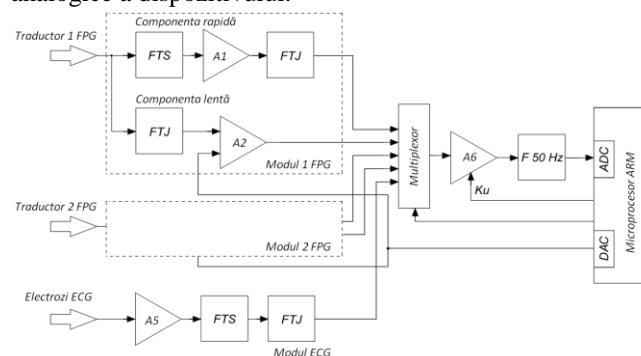 analogice a dispozitivului.
Componenta rapidă
Traductor 1 FPG
FTS
A1
FTJ
Componenta lentă
FTJ
A2
Modul 1 FPG
Multiplexor
A6
F 50 Hz
ADC
Ku
Microprocesor ARM
DAC
Traductor 2 FPG
Modul 2 FPG
Electrozi ECG
A5
FTS
FTJ
Modul ECG